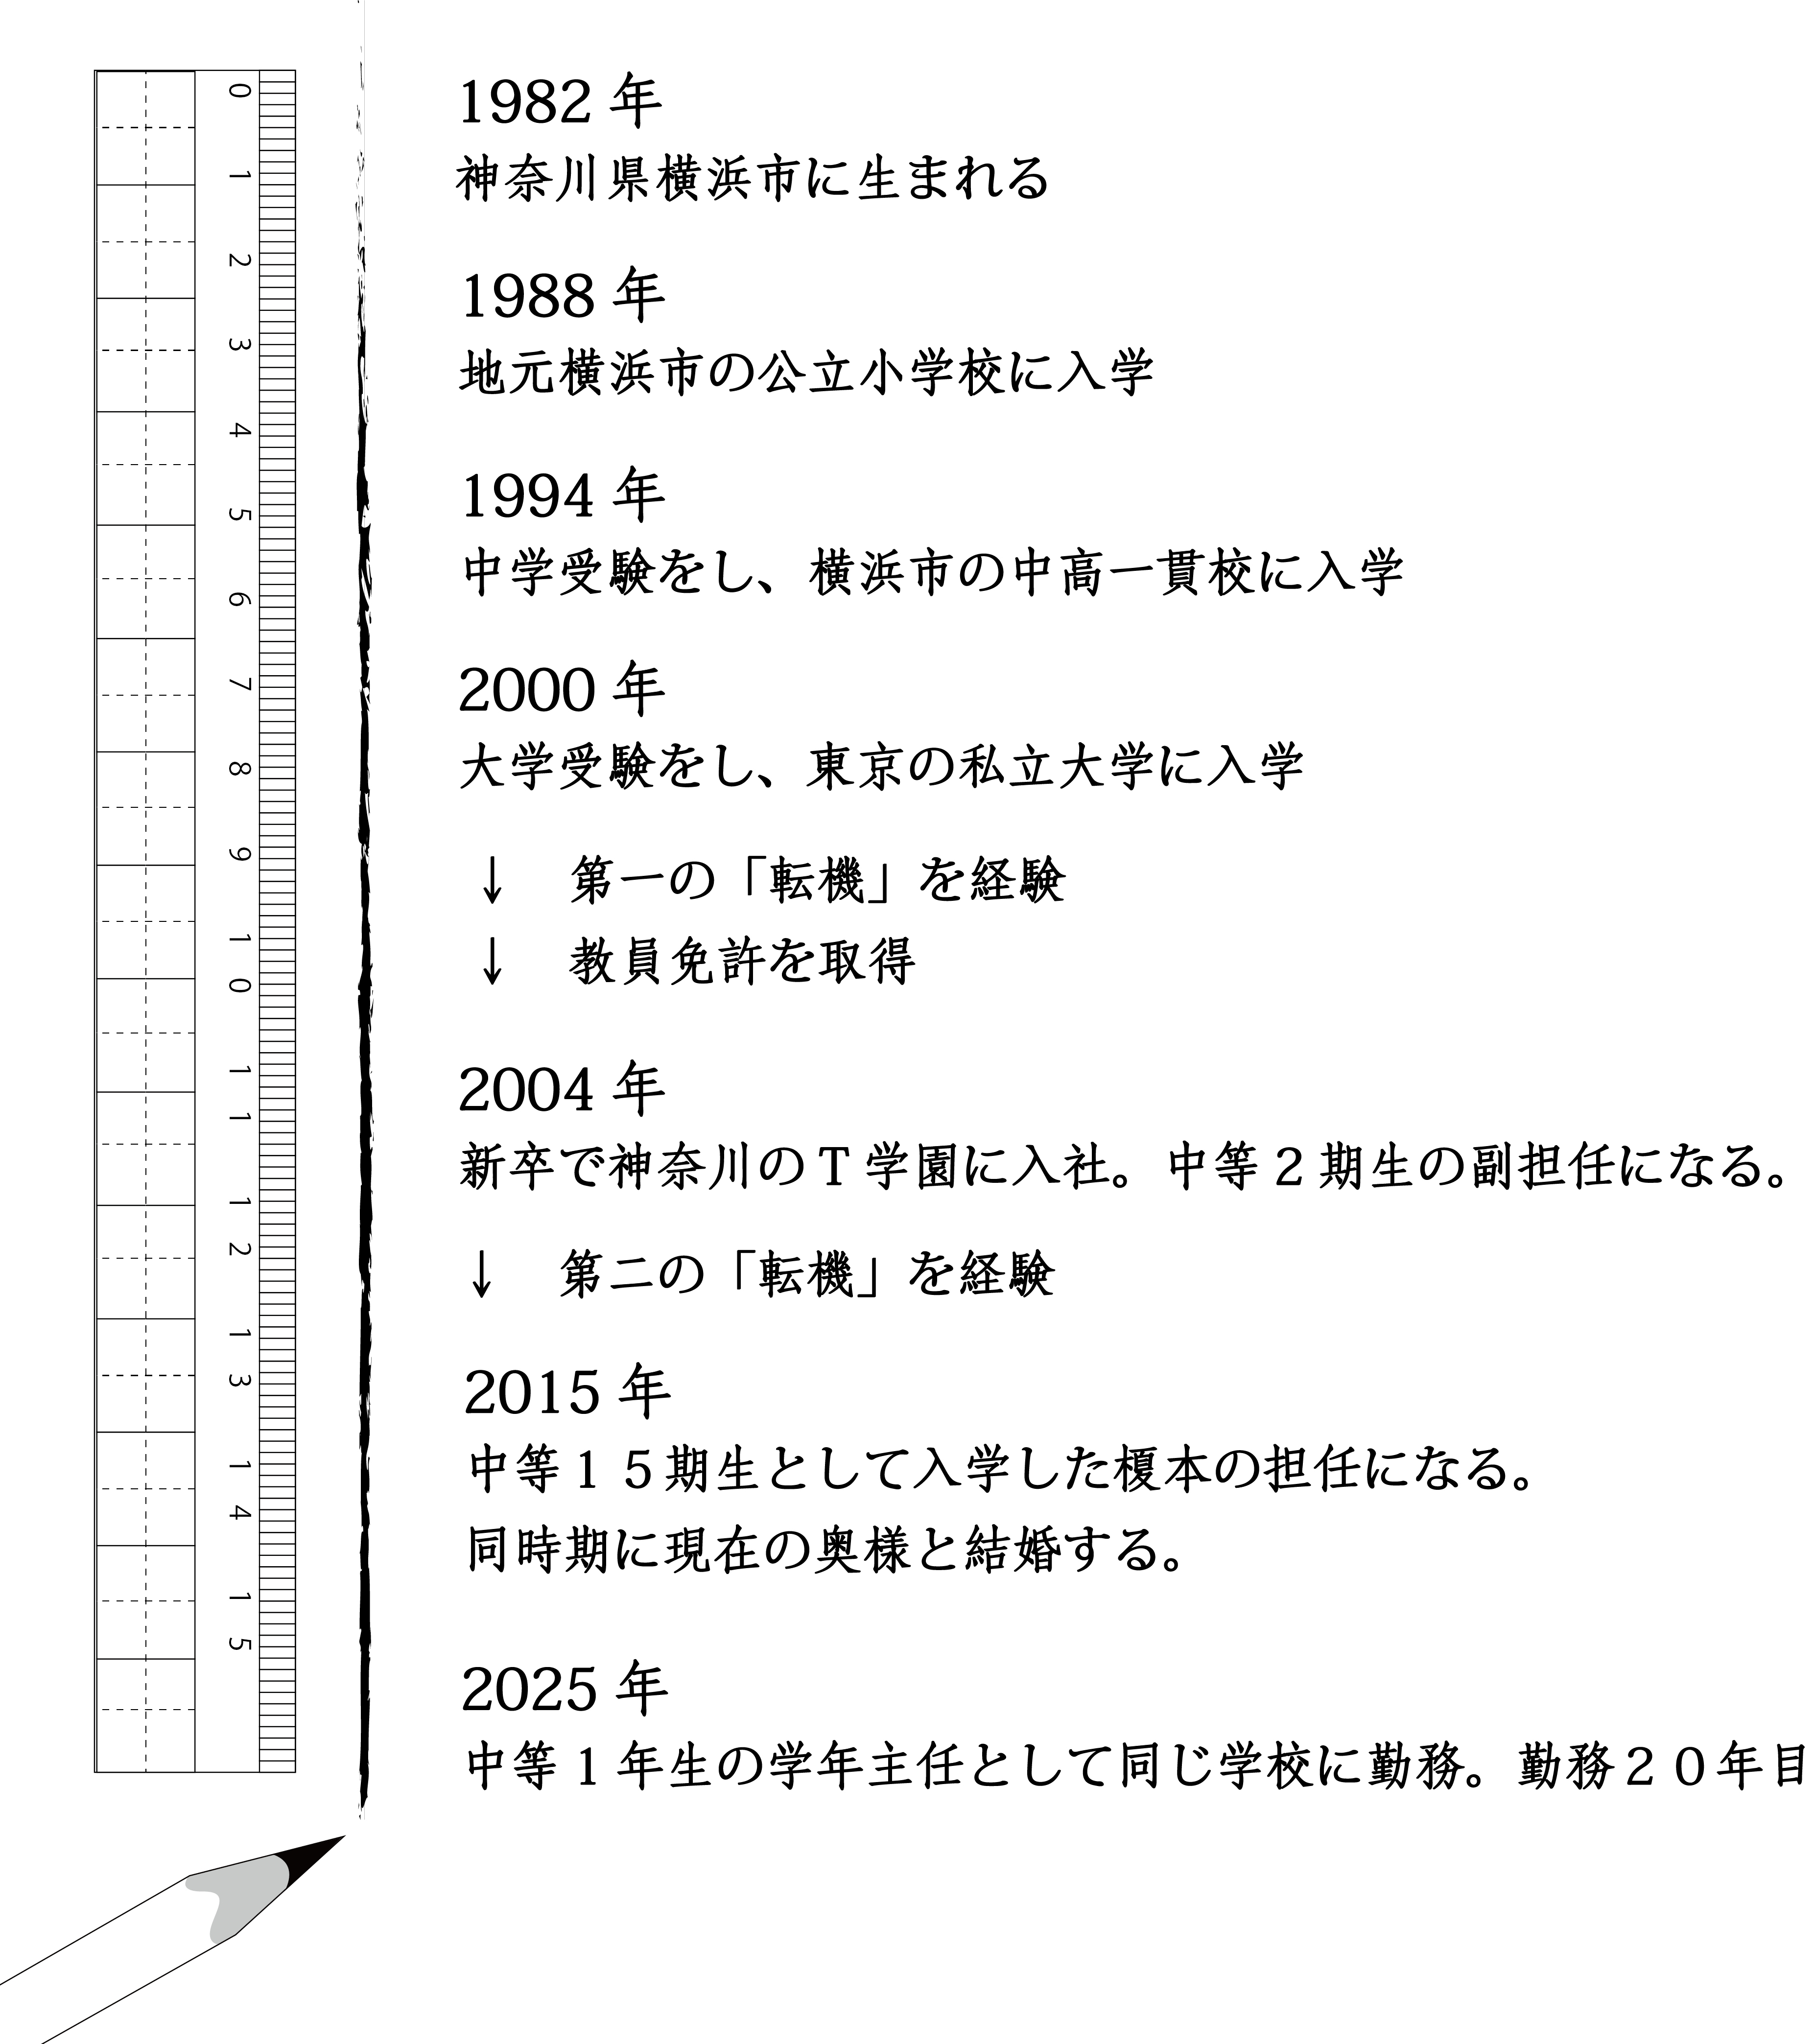 0
1
2
3
4
5
6
7
8
9
10
11
12
13
14
15
1982 年
神奈川県横浜市に生まれる
1988 年
地元横浜市の公立小学校に入学
1994 年
中学受験をし、横浜市の中高一貫校に入学
2000 年
大学受験をし、東京の私立大学に入学
↓　第一の「転機」を経験
↓　教員免許を取得
2004 年
新卒で神奈川の T 学園に入社。中等 2 期生の副担任になる。
↓　第二の「転機」を経験
2015 年
中等１５期生として入学した榎本の担任になる。
同時期に現在の奥様と結婚する。
2025 年
中等 1 年生の学年主任として同じ学校に勤務。勤務２０年目